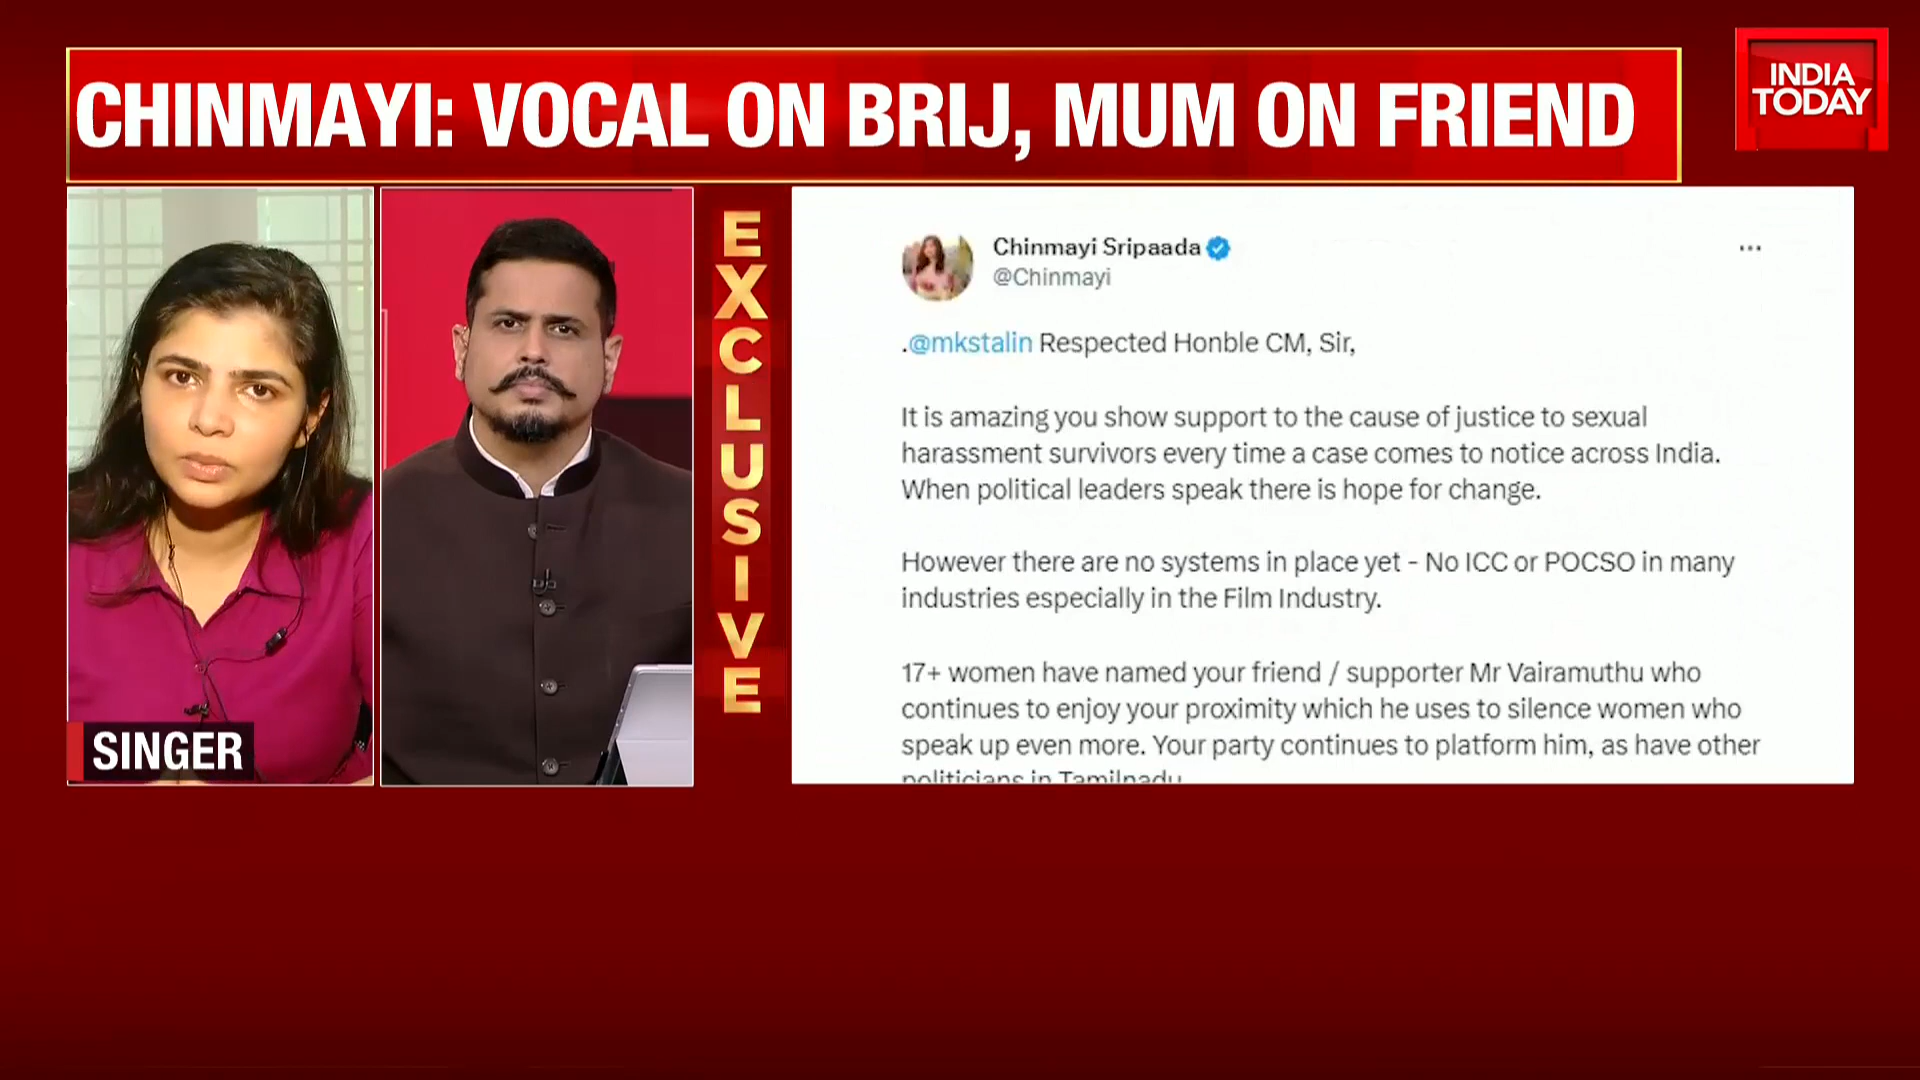 CHINMAYI: VOCAL ON BRIJ, MUM ON FRIEND
INDIA
TODAY
SINGER
EXCLUSIVE
Chinmayi Sripaada
@Chinmayi
.@mkstalin Respected Honble CM, Sir,
It is amazing you show support to the cause of justice to sexual
harassment survivors every time a case comes to notice across India.
When political leaders speak there is hope for change.
However there are no systems in place yet - No ICC or POCSO in many
industries especially in the Film Industry.
17+ women have named your friend / supporter Mr Vairamuthu who
continues to enjoy your proximity which he uses to silence women who
speak up even more. Your party continues to platform him, as have other
politicians in Tamilnadu